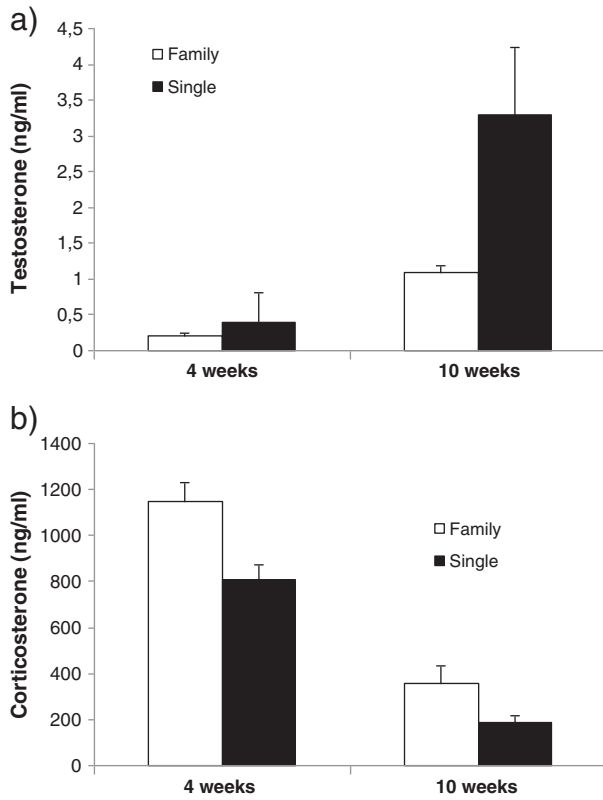 a)
Testosterone (ng/ml)
4,5
4
3,5
3
2,5
2
1,5
1
0,5
0
Family
Single
4 weeks
10 weeks
b)
Corticosterone (ng/ml)
1400
1200
1000
800
600
400
200
0
Family
Single
4 weeks
10 weeks